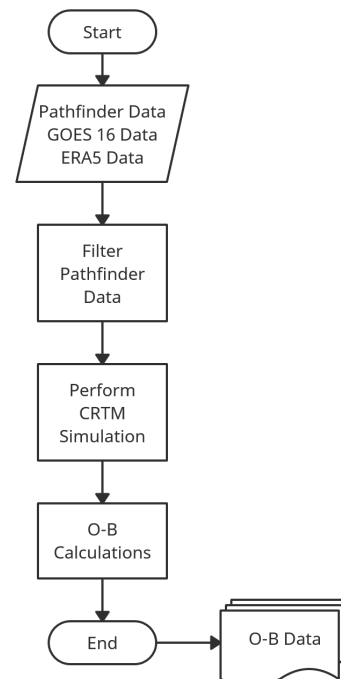 Start
Pathfinder Data
GOES 16 Data
ERA5 Data
Filter
Pathfinder
Data
Perform
CRTM
Simulation
O-B
Calculations
End
O-B Data